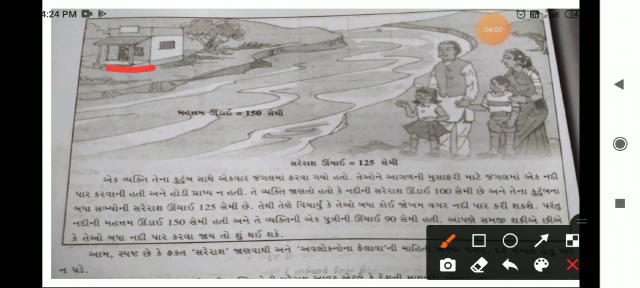 4:24 PM
04:09
મહત્તમ ઊંડાઈ = 150 સેમી
સરેરાશ ઊંચાઈ = 125 સેમી
એક વ્યક્તિ તેના કુટુંબ સાથે એકવાર જંગલમાં ફરવા ગયો હતો. તેઓને આગળની મુસાફરી માટે જંગલમાં એક નદી
પાર કરવાની હતી અને હોડી પ્રાપ્ય ન હતી. તે વ્યક્તિ જાણતો હતો કે નદીની સરેરાશ ઊંડાઈ 100 સેમી છે અને તેના કુટુંબના
બધા સભ્યોની સરેરાશ ઊંચાઈ 125 સેમી છે. તેથી તેણે વિચાર્યું કે તેઓ બધા કોઈ જોખમ વગર નદી પાર કરી શકશે. પરંતુ
નદીની મહત્તમ ઊંડાઈ 150 સેમી હતી અને તે વ્યક્તિની એક પુત્રીની ઊંચાઈ 90 સેમી હતી. આપણે સમજી શકીએ છીએ
કે તેઓ બધા નદી પાર કરવા જાય તો શું થઈ શકે.
આમ, સ્પષ્ટ છે કે ફક્ત ‘સરેરાશ’ જાણવાથી અને ‘અવલોકનોના ફેલાવા’ની માહિતી
ન પડે.